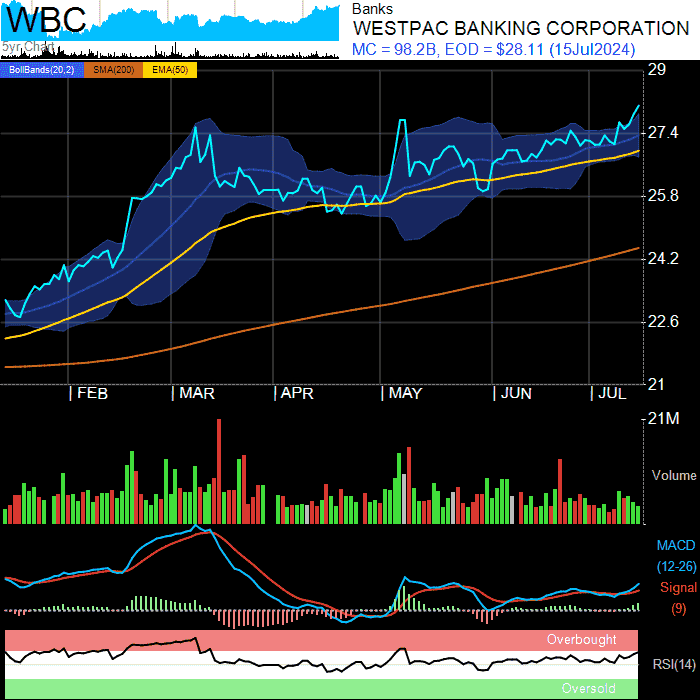 WBC
5yr.Chart
Banks
WESTPAC BANKING CORPORATION
MC = 98.2B, EOD = $28.11 (15Jul2024)
BollBands(20,2) SMA(200) EMA(50)
29
27.4
25.8
24.2
22.6
21
FEB MAR APR MAY JUN JUL
21M
Volume
MACD
(12-26)
Signal
(9)
Overbought
RSI(14)
Oversold